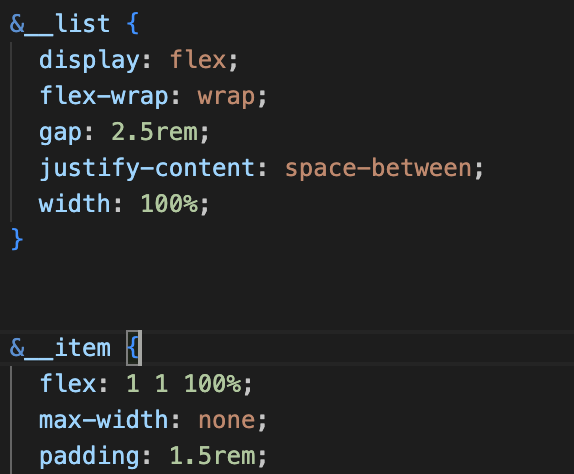 &__list {
display: flex;
flex-wrap: wrap;
gap: 2.5rem;
justify-content: space-between;
width: 100%;
}
&__item {
flex: 1 1 100%;
max-width: none;
padding: 1.5rem;